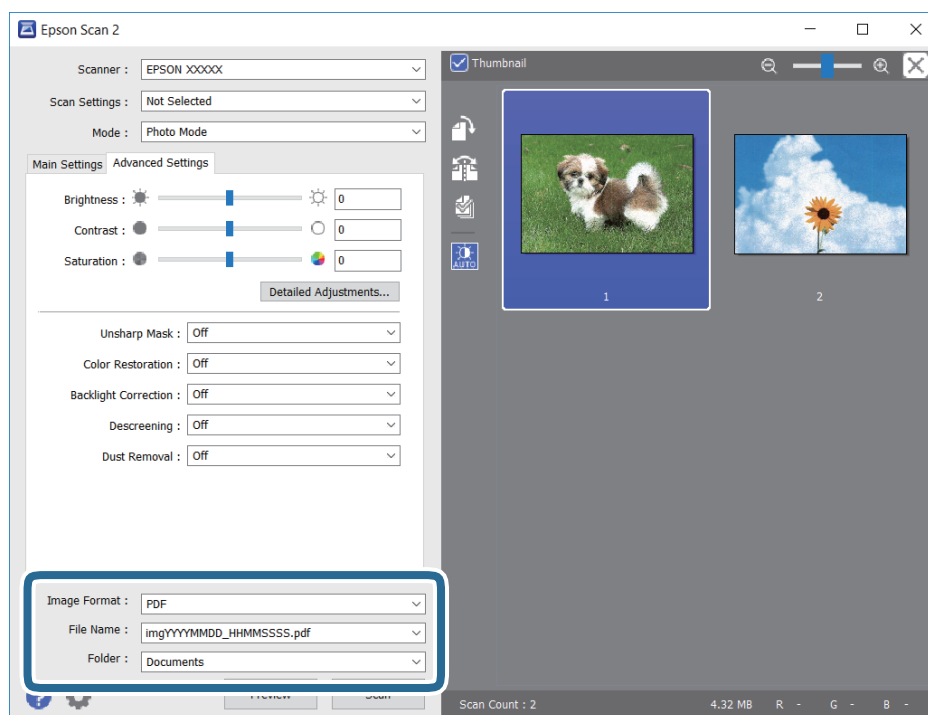 Epson Scan 2
Scanner : EPSON XXXXX
Scan Settings : Not Selected
Mode : Photo Mode
Main Settings Advanced Settings
Brightness : 0
Contrast : 0
Saturation : 0
Detailed Adjustments...
Unsharp Mask : Off
Color Restoration : Off
Backlight Correction : Off
Descreening : Off
Dust Removal : Off
Image Format : PDF
File Name : imgYYYYMMDD_HHMMSSSS.pdf
Folder : Documents
Preview Scan
Thumbnail
AUTO
1 2
Scan Count : 2 4.32 MB R - G - B -